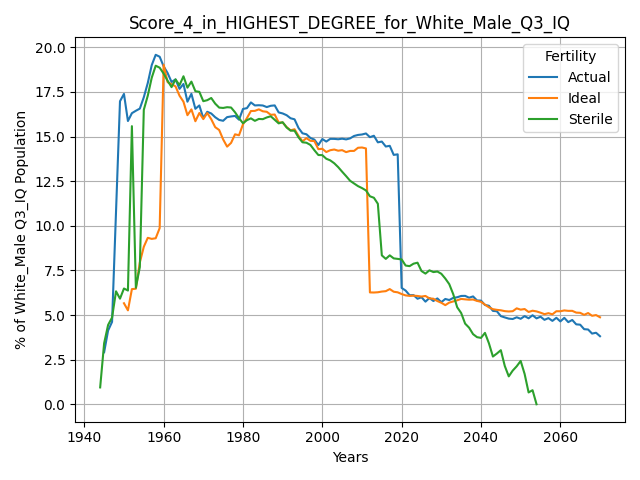 Score_4_in_HIGHEST_DEGREE_for_White_Male_Q3_IQ
% of White_Male Q3_IQ Population
20.0
17.5
15.0
12.5
10.0
7.5
5.0
2.5
0.0
Fertility
Actual
Ideal
Sterile
1940
1960
1980
2000
2020
2040
2060
Years